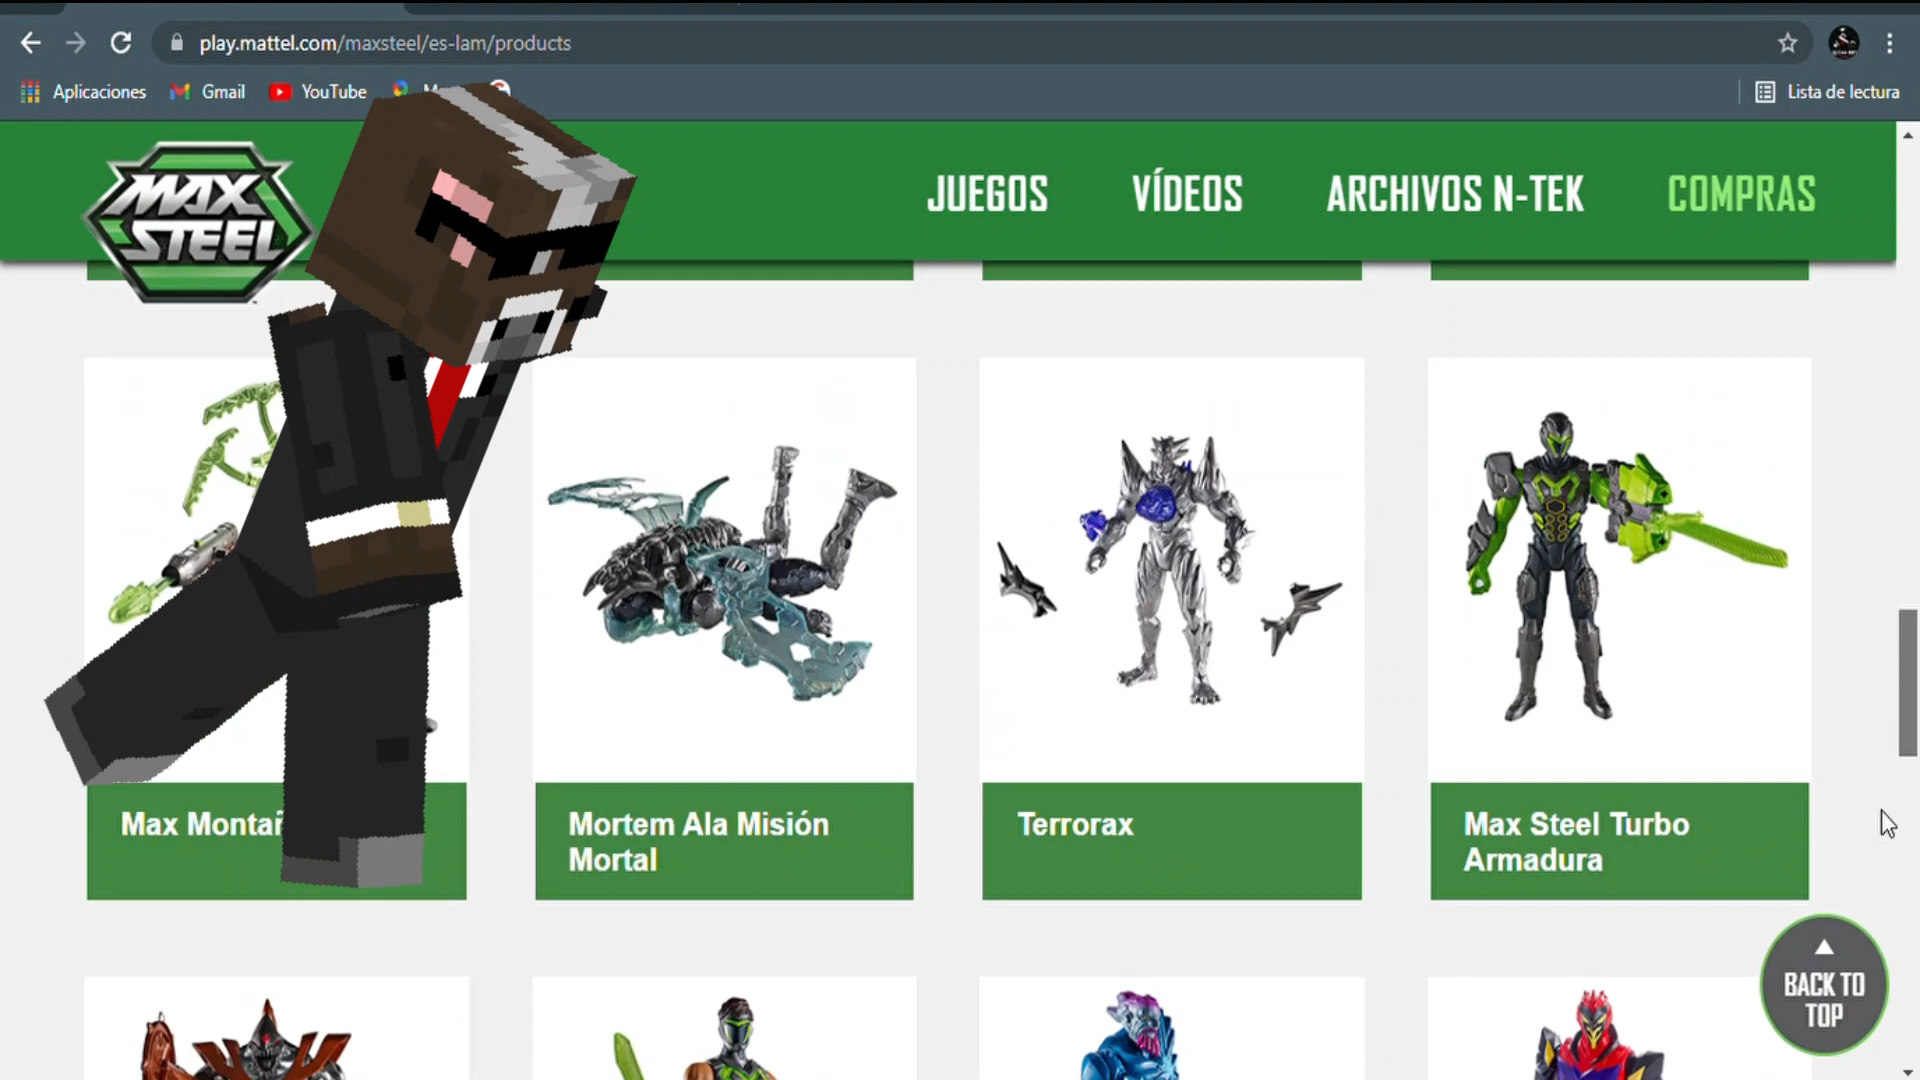 play.mattel.com/maxsteel/es-lam/products
Aplicaciones Gmail YouTube Lista de lectura
MAX STEEL
JUEGOS VÍDEOS ARCHIVOS N-TEK COMPRAS
Max
Mortem Ala Misión
Mortal
Terrorax
Max Steel Turbo
Armadura
BACK TO
TOP